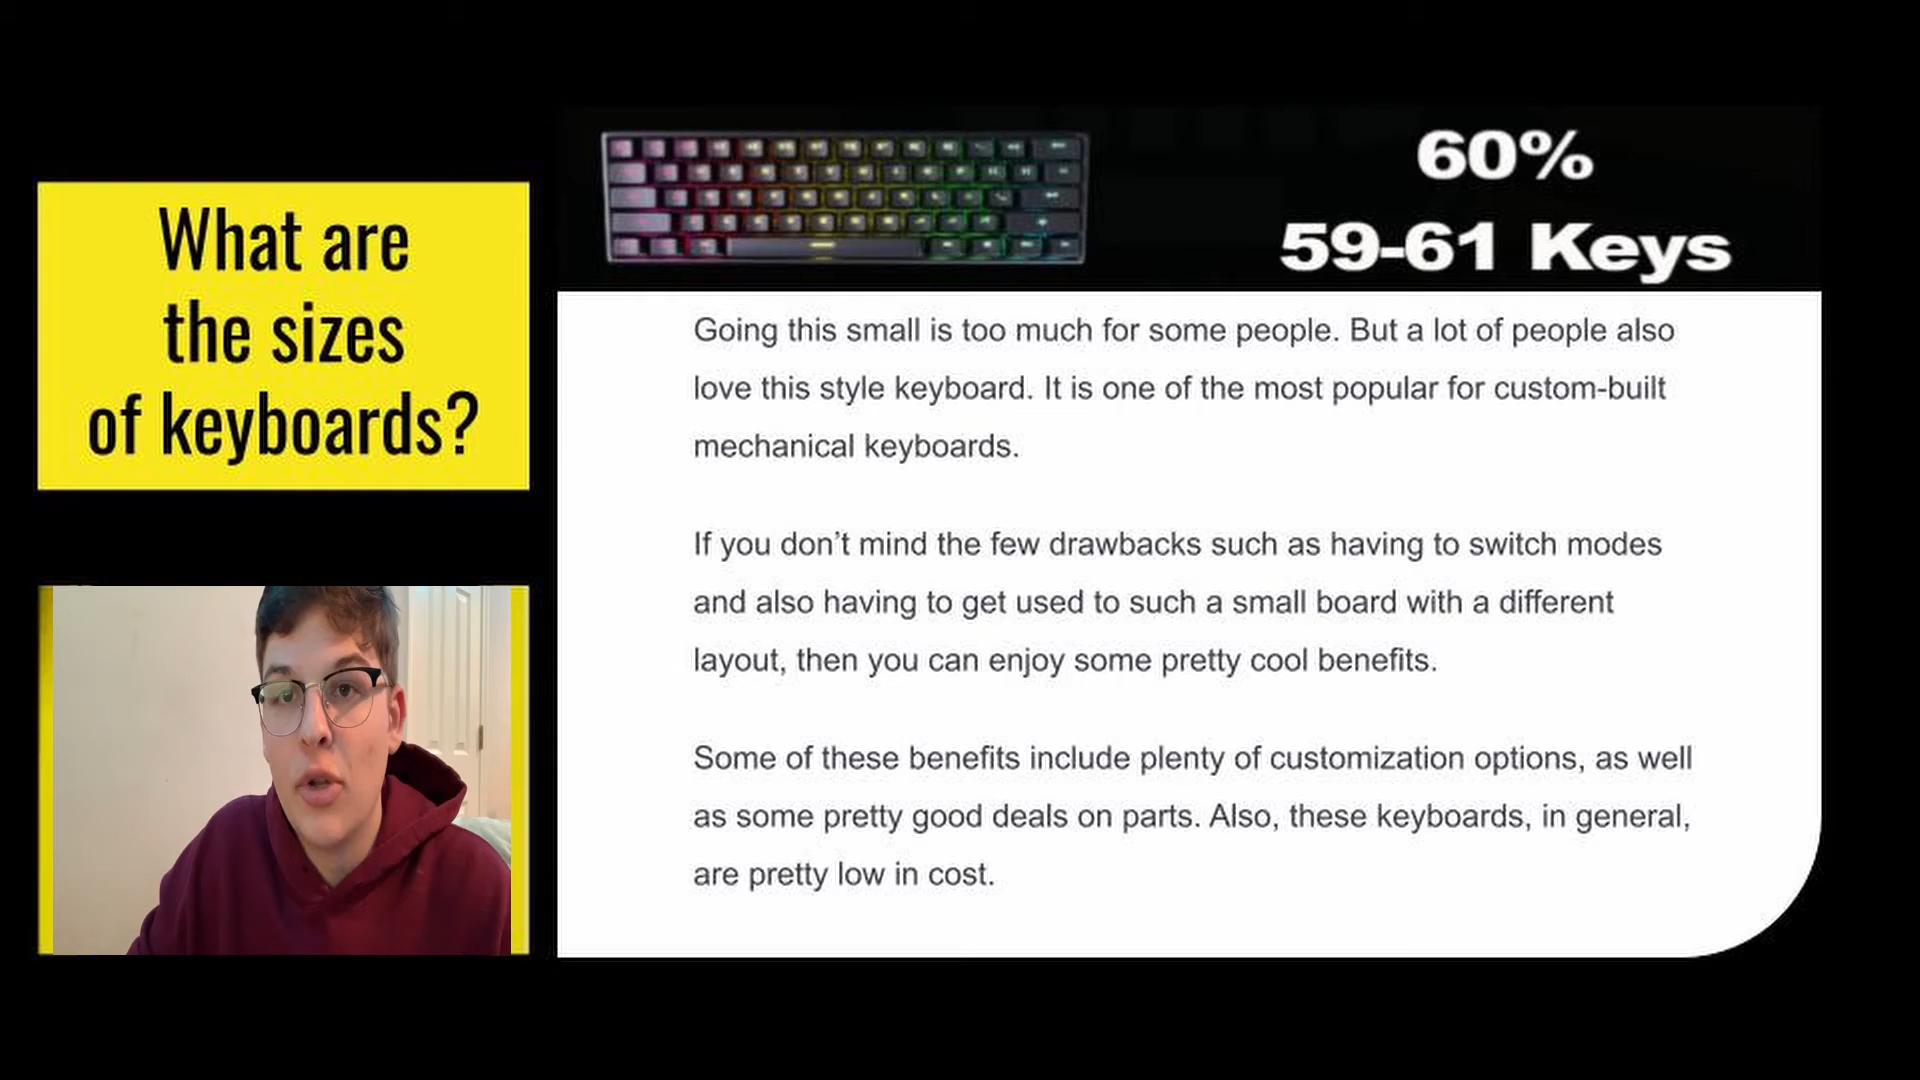 What are
the sizes
of keyboards?
60%
59-61 Keys
Going this small is too much for some people. But a lot of people also
love this style keyboard. It is one of the most popular for custom-built
mechanical keyboards.
If you don’t mind the few drawbacks such as having to switch modes
and also having to get used to such a small board with a different
layout, then you can enjoy some pretty cool benefits.
Some of these benefits include plenty of customization options, as well
as some pretty good deals on parts. Also, these keyboards, in general,
are pretty low in cost.